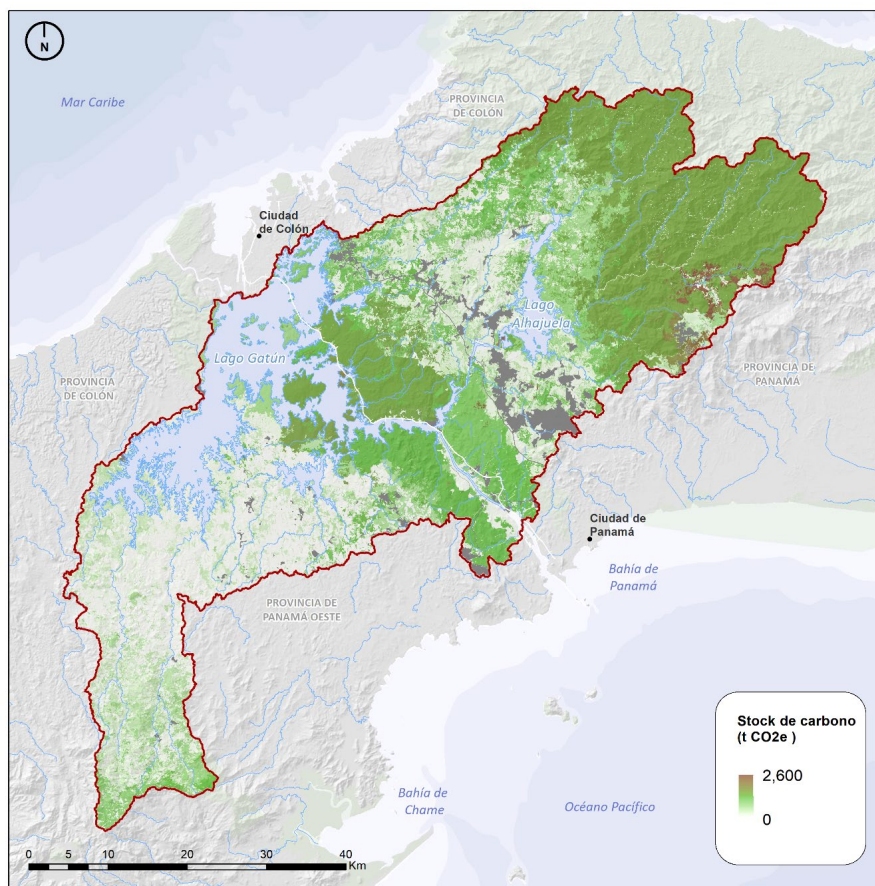 N
Mar Caribe
PROVINCIA
DE COLÓN
Ciudad
de Colón
Lago
Alhajuela
Lago Gatún
PROVINCIA DE
PANAMÁ
PROVINCIA
DE COLÓN
Ciudad de
Panamá
Bahía de
Panamá
PROVINCIA DE
PANAMÁ OESTE
Stock de carbono
(t CO2e )
2,600
0
Bahía de
Chame
Océano Pacífico
0 5 10 20 30 40
Km